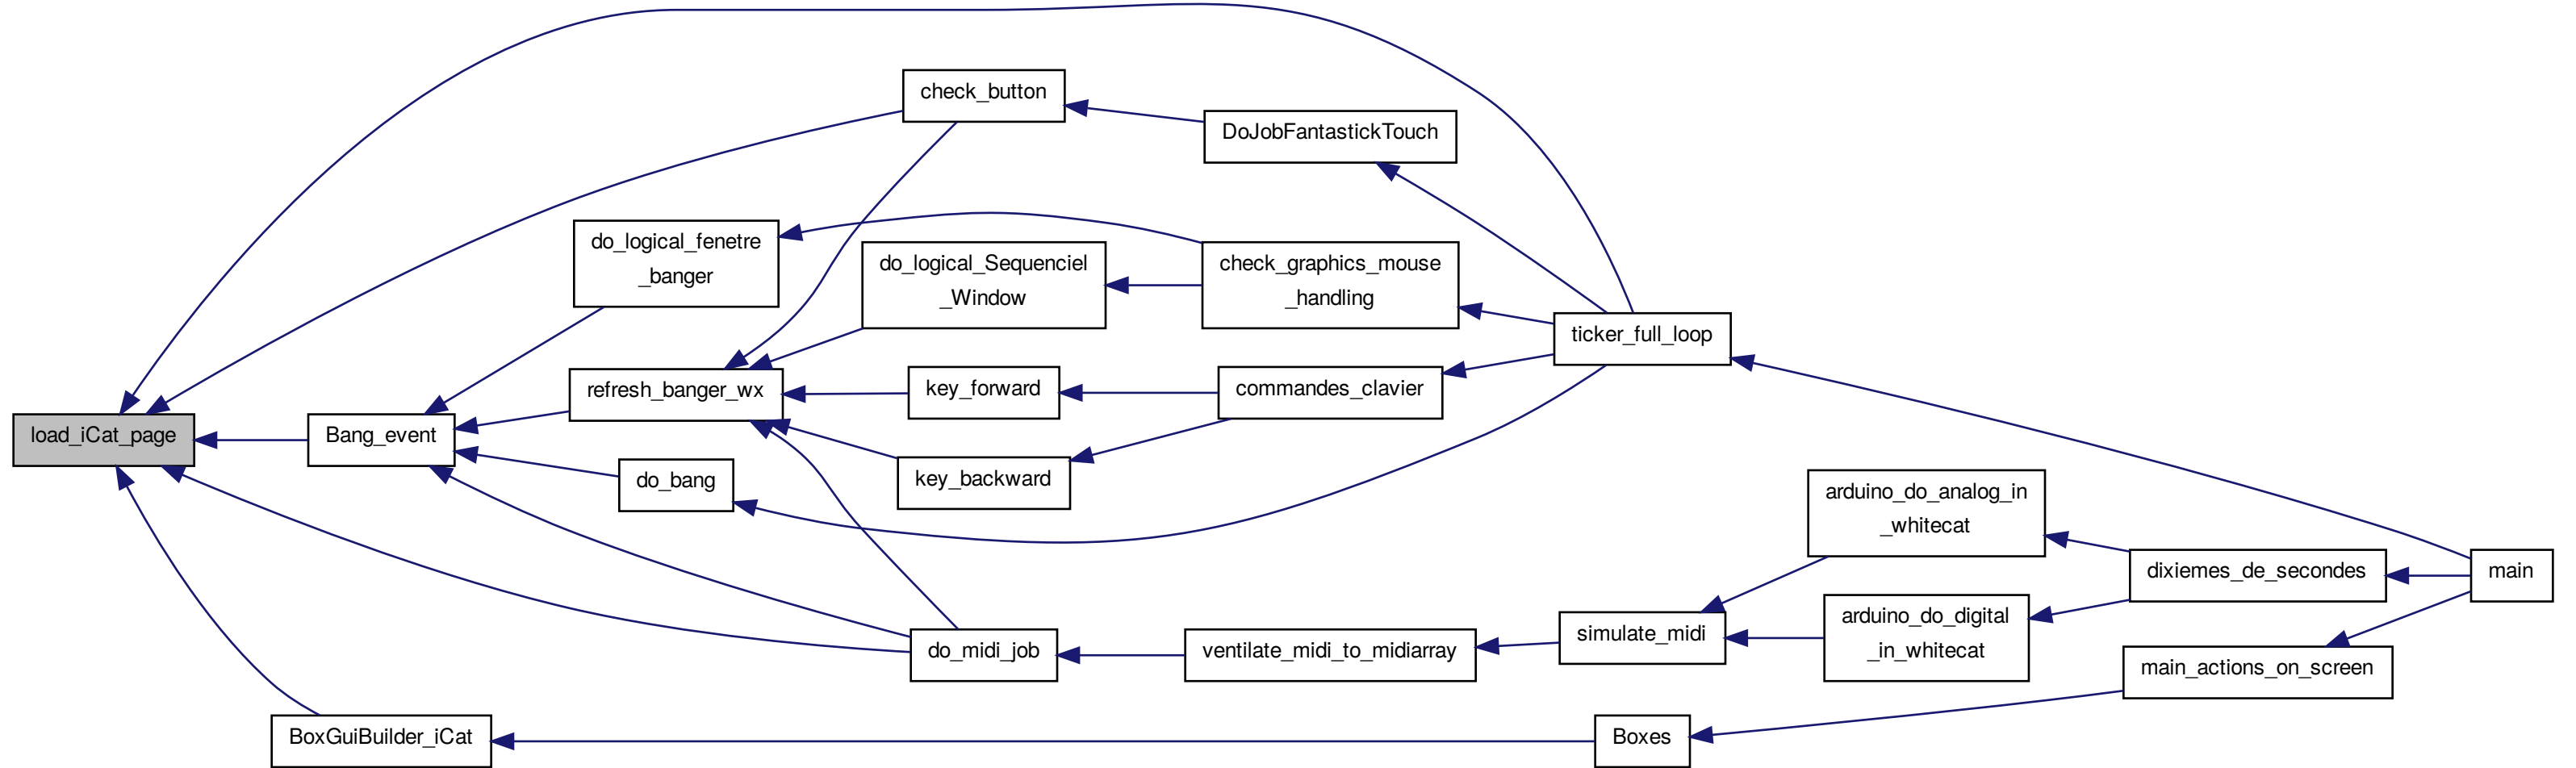 check_button
DoJobFantastickTouch
do_logical_fenetre
_banger
do_logical_Sequenciel
_Window
check_graphics_mouse
_handling
ticker_full_loop
refresh_banger_wx
key_forward
commandes_clavier
load_iCat_page
Bang_event
do_bang
key_backward
arduino_do_analog_in
_whitecat
dixiemes_de_secondes
main
arduino_do_digital
_in_whitecat
simulate_midi
do_midi_job
ventilate_midi_to_midiarray
main_actions_on_screen
BoxGuiBuilder_iCat
Boxes